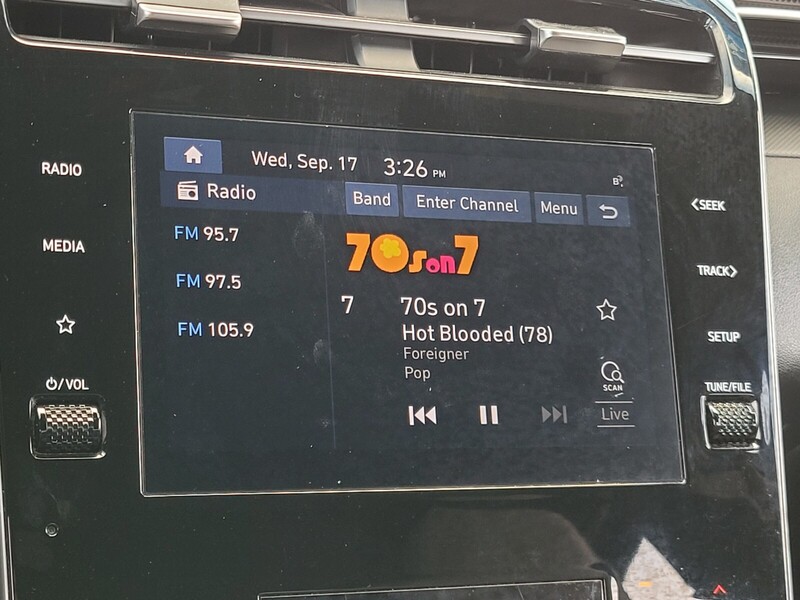 RADIO
MEDIA
⏻/VOL
Wed, Sep. 17 3:26 PM
B
Radio Band Enter Channel Menu
FM 95.7
FM 97.5
FM 105.9
70s on 7
7 70s on 7
Hot Blooded (78)
Foreigner
Pop
SCAN
Live
<SEEK
TRACK>
SETUP
TUNE/FILE